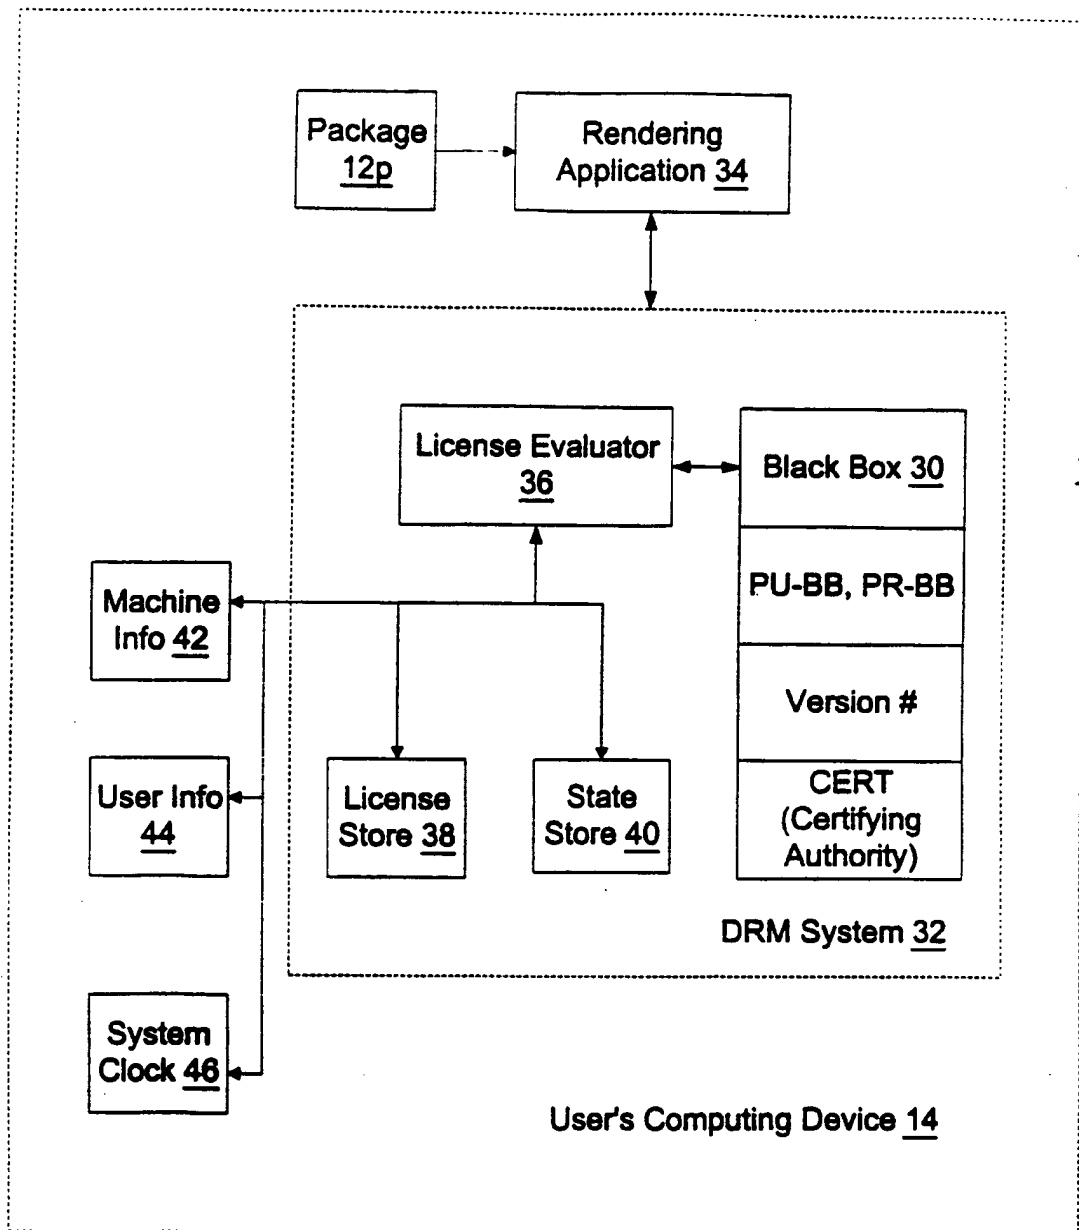 Package
12p
Rendering
Application 34
License Evaluator
36
Black Box 30
PU-BB, PR-BB
Machine
Info 42
Version #
User Info
44
License
Store 38
State
Store 40
CERT
(Certifying
Authority)
DRM System 32
System
Clock 46
User's Computing Device 14